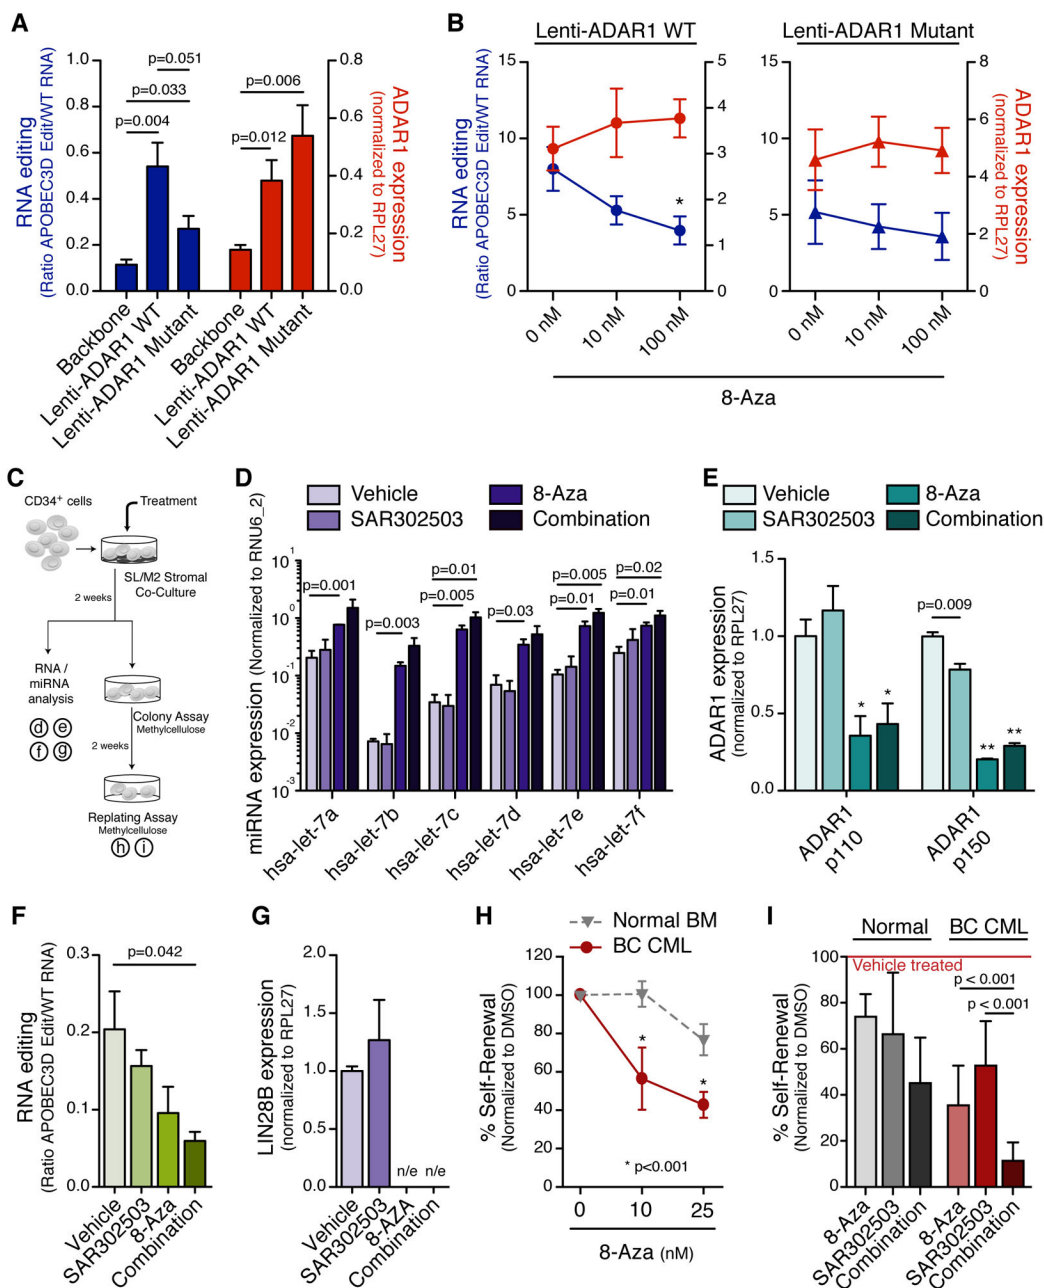 A
RNA editing
(Ratio APOBEC3D Edit/WT RNA)
1.0
0.8
0.6
0.4
0.2
0.0
p=0.051
p=0.033
p=0.004
p=0.006
p=0.012
0.8
0.6
0.4
0.2
0.0
ADAR1 expression
(normalized to RPL27)
Backbone
Lenti-ADAR1 WT
Lenti-ADAR1 Mutant
Backbone
Lenti-ADAR1 WT
Lenti-ADAR1 Mutant
B
Lenti-ADAR1 WT
Lenti-ADAR1 Mutant
RNA editing
(Ratio APOBEC3D Edit/WT RNA)
15
10
5
0
*
5
4
3
2
1
0
15
10
5
0
8
6
4
2
0
ADAR1 expression
(normalized to RPL27)
0 nM
10 nM
100 nM
0 nM
10 nM
100 nM
8-Aza
C
CD34+ cells
Treatment
SL/M2 Stromal
Co-Culture
2 weeks
RNA /
miRNA
analysis
d e
f g
Colony Assay
Methylcellulose
2 weeks
Replating Assay
Methylcellulose
h i
D
Vehicle
SAR302503
8-Aza
Combination
miRNA expression (Normalized to RNU6_2)
10^1
10^0
10^-1
10^-2
10^-3
p=0.001
p=0.003
p=0.01
p=0.005
p=0.03
p=0.005
p=0.01
p=0.02
p=0.01
hsa-let-7a
hsa-let-7b
hsa-let-7c
hsa-let-7d
hsa-let-7e
hsa-let-7f
E
Vehicle
SAR302503
8-Aza
Combination
ADAR1 expression
(normalized to RPL27)
1.5
1.0
0.5
0.0
*
*
p=0.009
**
**
ADAR1
p110
ADAR1
p150
F
RNA editing
(Ratio APOBEC3D Edit/WT RNA)
0.3
0.2
0.1
0.0
p=0.042
Vehicle
SAR302503
8-Aza
Combination
G
LIN28B expression
(normalized to RPL27)
2.0
1.5
1.0
0.5
0.0
n/e n/e
Vehicle
SAR302503
8-AZA
Combination
H
Normal BM
BC CML
% Self-Renewal
(Normalized to DMSO)
120
100
80
60
40
20
0
*
*
* p<0.001
0
10
25
8-Aza (nM)
I
Normal
BC CML
% Self-Renewal
(Normalized to DMSO)
100
80
60
40
20
0
Vehicle treated
p < 0.001
p < 0.001
8-Aza
SAR302503
Combination
8-Aza
SAR302503
Combination